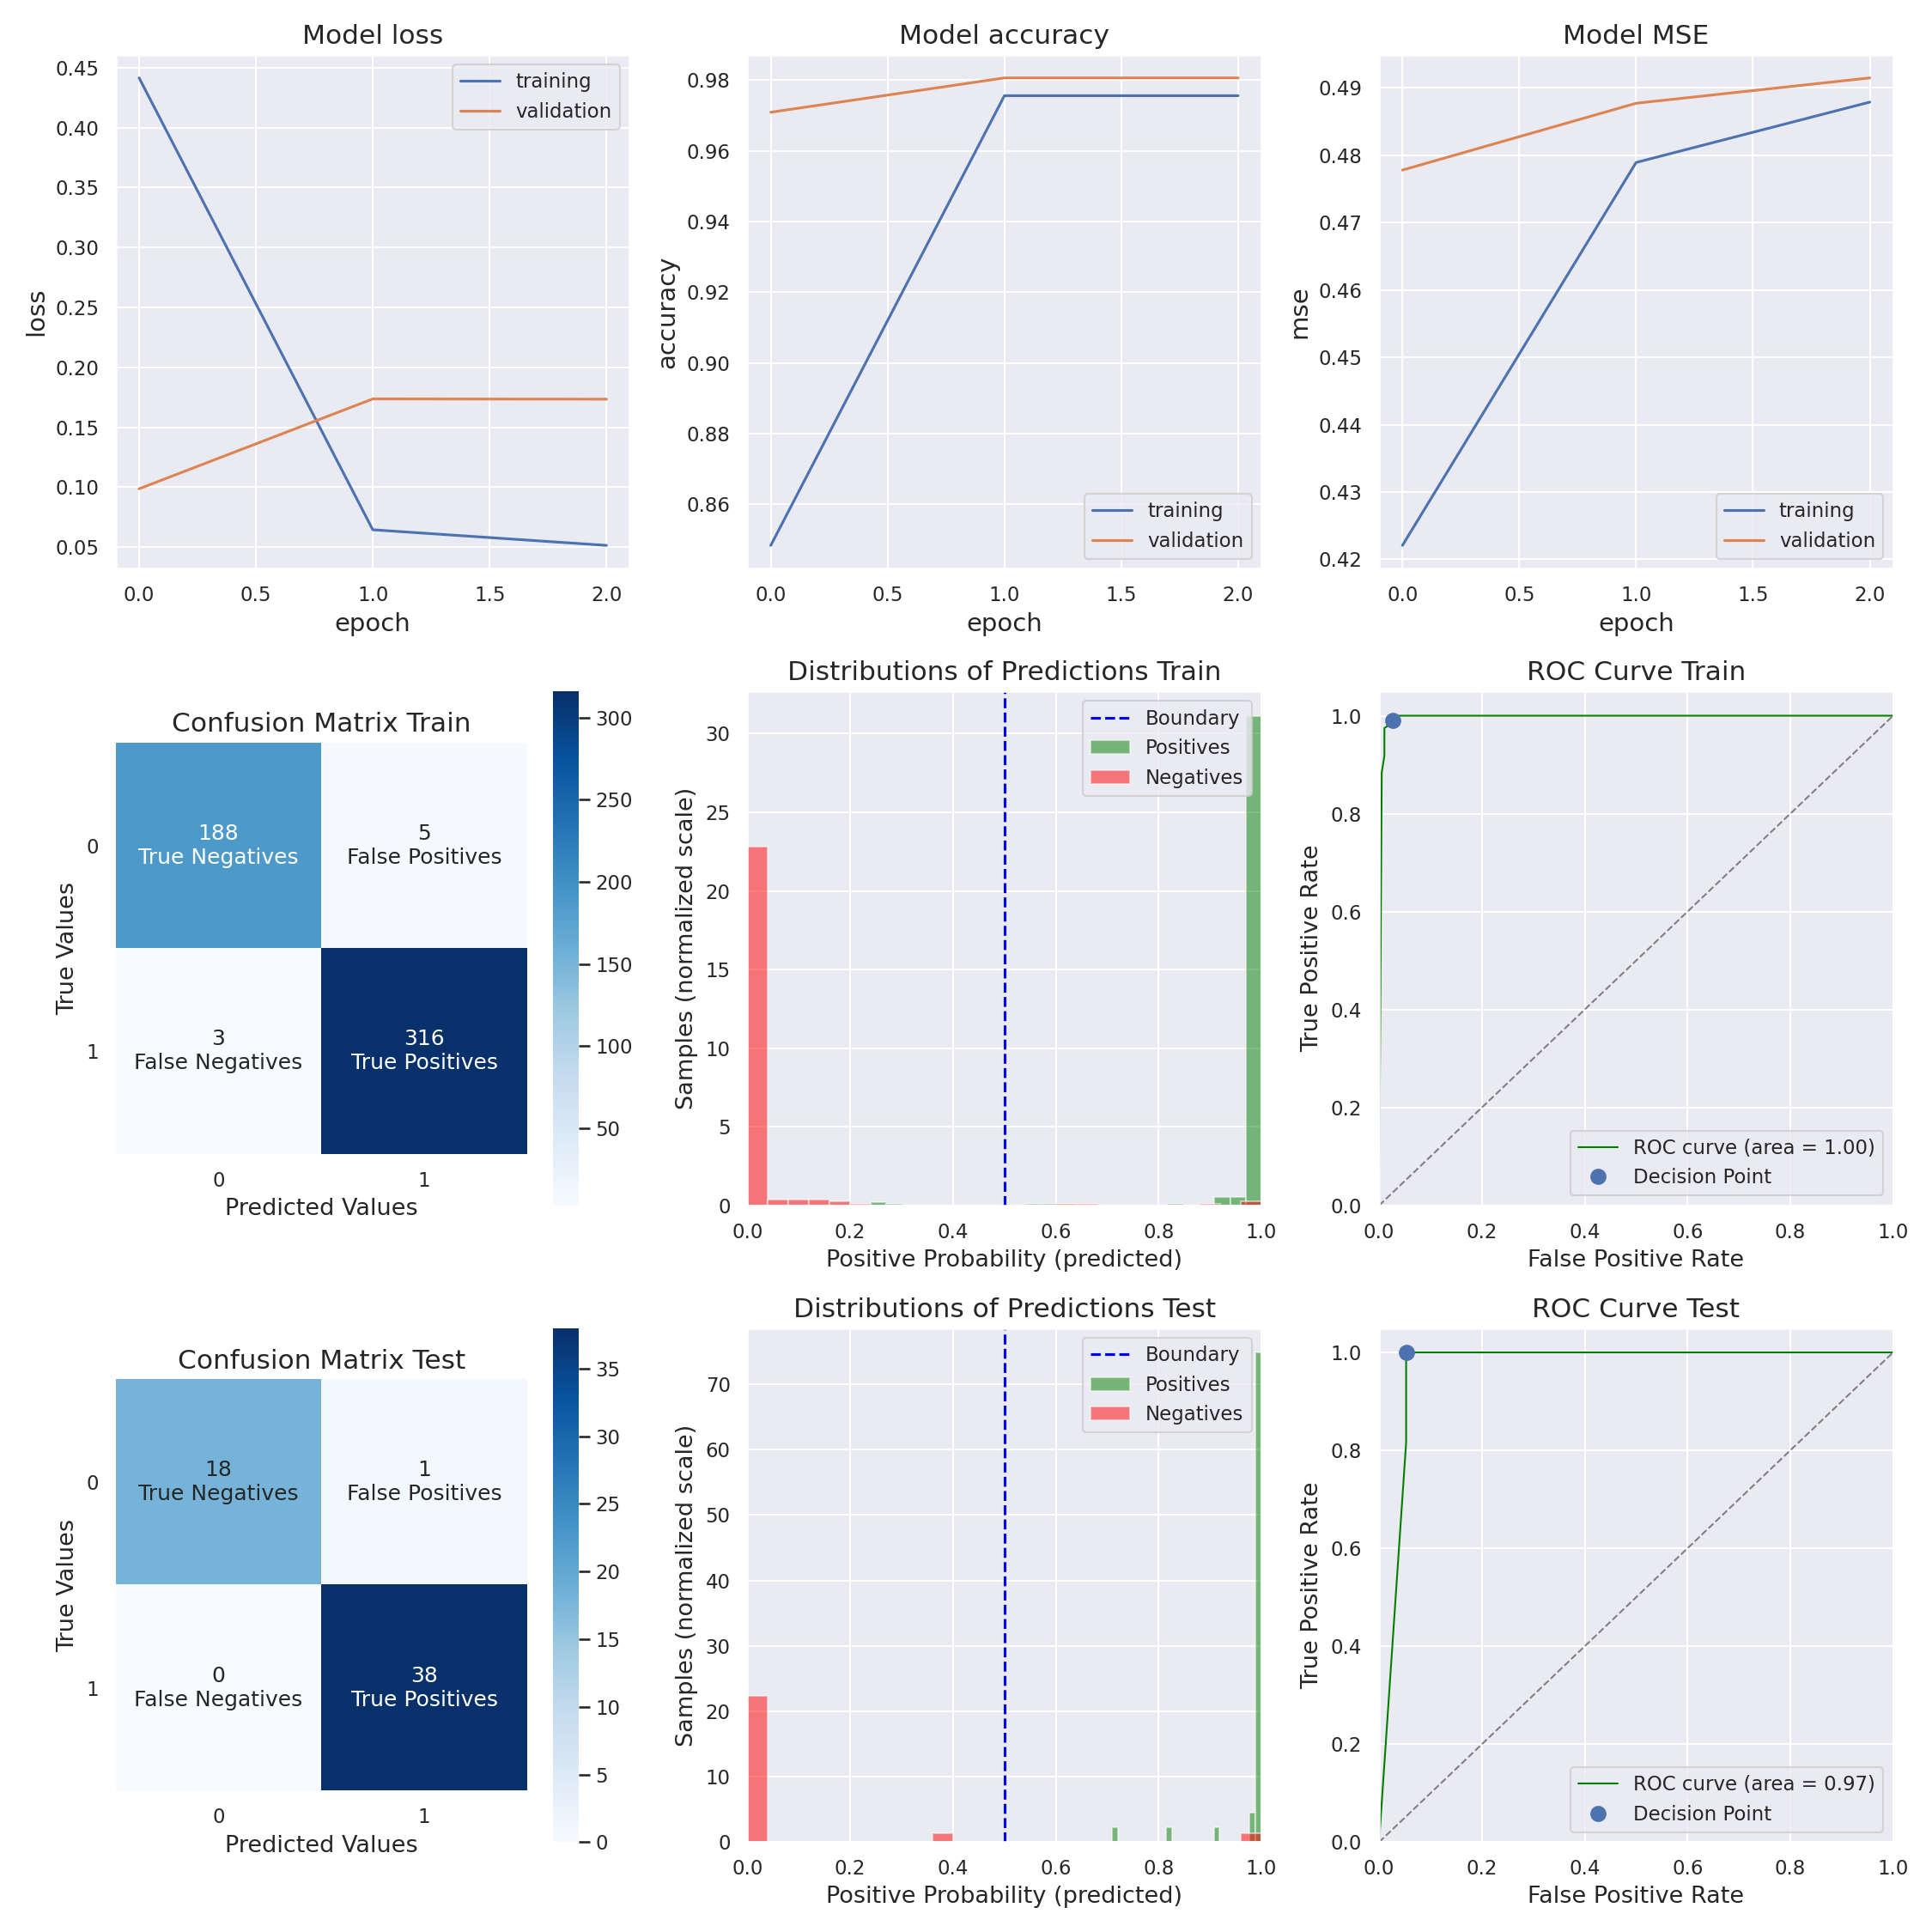 Model loss
0.45
0.40
0.35
0.30
0.25
0.20
0.15
0.10
0.05
loss
training
validation
0.0 0.5 1.0 1.5 2.0
epoch
Model accuracy
0.98
0.96
0.94
0.92
0.90
0.88
0.86
accuracy
training
validation
0.0 0.5 1.0 1.5 2.0
epoch
Model MSE
0.49
0.48
0.47
0.46
0.45
0.44
0.43
0.42
mse
training
validation
0.0 0.5 1.0 1.5 2.0
epoch
Confusion Matrix Train
True Values
0
1
188
True Negatives
5
False Positives
3
False Negatives
316
True Positives
0 1
Predicted Values
300
250
200
150
100
50
Distributions of Predictions Train
Samples (normalized scale)
30
25
20
15
10
5
0
Boundary
Positives
Negatives
0.0 0.2 0.4 0.6 0.8 1.0
Positive Probability (predicted)
ROC Curve Train
True Positive Rate
1.0
0.8
0.6
0.4
0.2
0.0
ROC curve (area = 1.00)
Decision Point
0.0 0.2 0.4 0.6 0.8 1.0
False Positive Rate
Confusion Matrix Test
True Values
0
1
18
True Negatives
1
False Positives
0
False Negatives
38
True Positives
0 1
Predicted Values
35
30
25
20
15
10
5
0
Distributions of Predictions Test
Samples (normalized scale)
70
60
50
40
30
20
10
0
Boundary
Positives
Negatives
0.0 0.2 0.4 0.6 0.8 1.0
Positive Probability (predicted)
ROC Curve Test
True Positive Rate
1.0
0.8
0.6
0.4
0.2
0.0
ROC curve (area = 0.97)
Decision Point
0.0 0.2 0.4 0.6 0.8 1.0
False Positive Rate